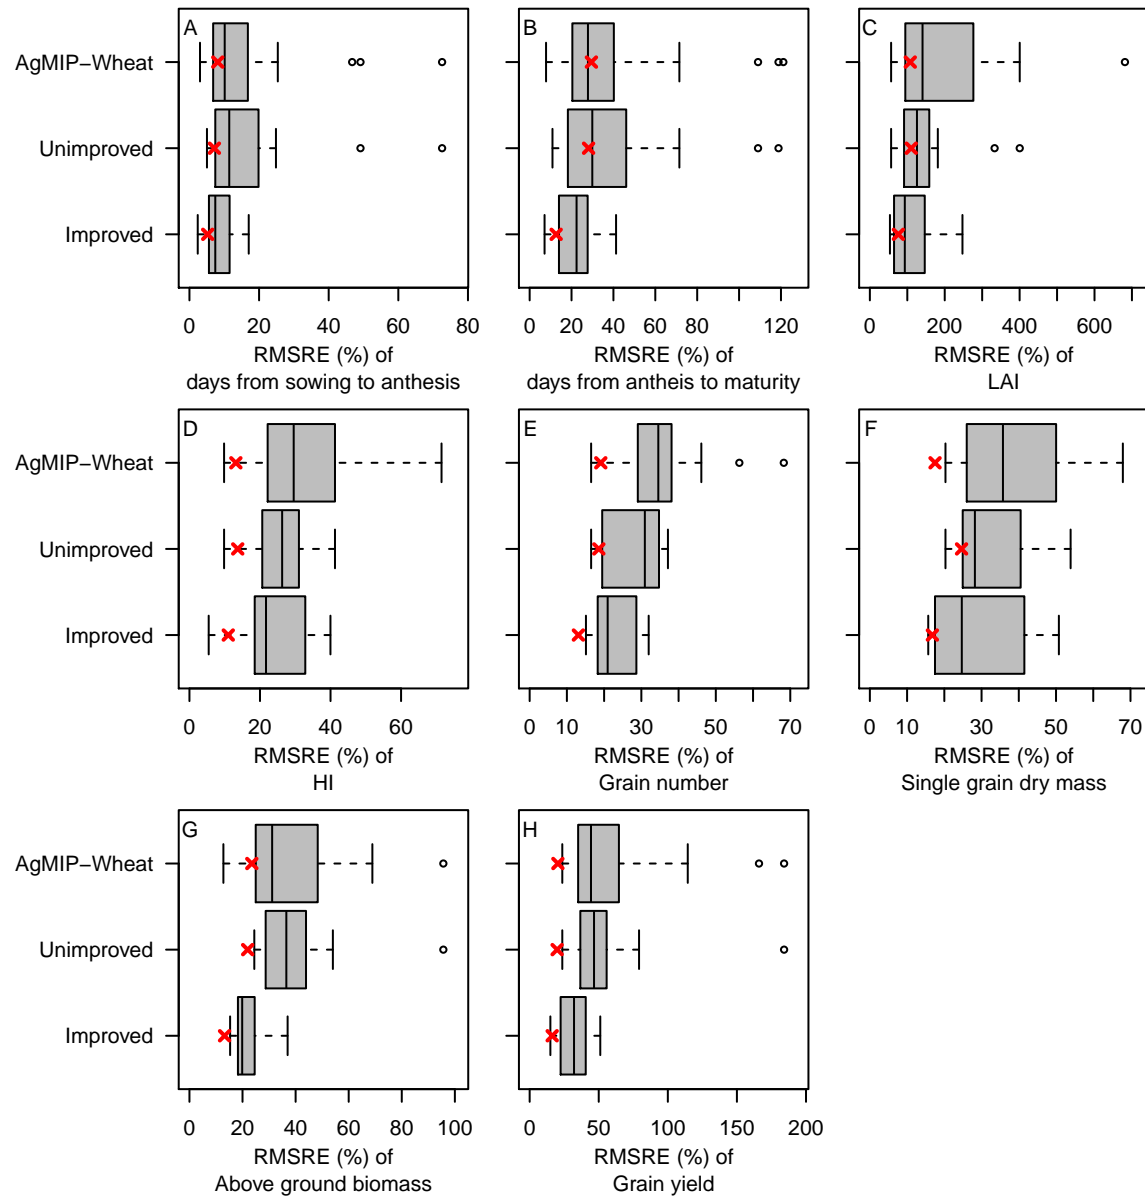 A
B
C
AgMIP−Wheat
Unimproved
Improved
0 20 40 60 80
0 20 40 60 80 120
0 200 400 600
RMSRE (%) of
days from sowing to anthesis
RMSRE (%) of
days from antheis to maturity
RMSRE (%) of
LAI
D
E
F
AgMIP−Wheat
Unimproved
Improved
0 20 40 60
0 10 30 50 70
0 10 30 50 70
RMSRE (%) of
HI
RMSRE (%) of
Grain number
RMSRE (%) of
Single grain dry mass
G
H
AgMIP−Wheat
Unimproved
Improved
0 20 40 60 80 100
0 50 100 150 200
RMSRE (%) of
Above ground biomass
RMSRE (%) of
Grain yield